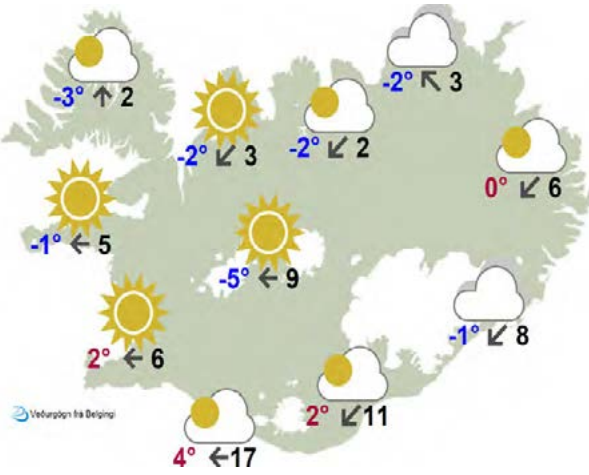 -3° ↑ 2
-2° ↖ 3
-2° ↙ 3
-2° ↙ 2
0° ↙ 6
-1° ← 5
-5° ← 9
-1° ↙ 8
2° ← 6
2° ↙ 11
Veðurgögn frá Belgingi
4° ← 17